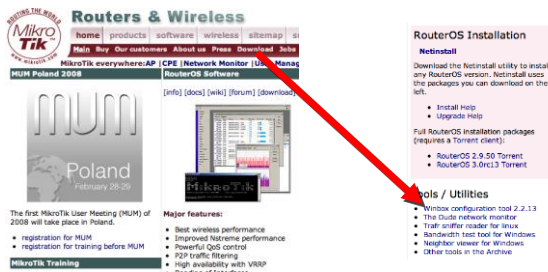 ROUTING THE WORLD
MikroTik
www.mikrotik.com
Routers & Wireless
home products software wireless sitemap
Main Buy Our customers About us Press Download Jobs
MikroTik everywhere:AP |CPE |Network Monitor |
MUM Poland 2008
mum
Poland
February 28-29
The first MikroTik User Meeting (MUM) of
2008 will take place in Poland.
registration for MUM
registration for training before MUM
MikroTik Training
RouterOS Software
[info] [docs] [wiki] [forum] [download]
MikroTik
Major features:
Best wireless performance
Improved Nstreme performance
Powerful QoS control
P2P traffic filtering
High availability with VRRP
RouterOS Installation
Netinstall
Download the Netinstall utility to instal
any RouterOS version. Netinstall uses
the packages you can download on the
left.
Install Help
Upgrade Help
Full RouterOS installation packages
(requires a Torrent client):
RouterOS 2.9.50 Torrent
RouterOS 3.0rc13 Torrent
ools / Utilities
Winbox configuration tool 2.2.13
The Dude network monitor
Trafr sniffer reader for linux
Bandwidth test tool for Windows
Neighbor viewer for Windows
Other tools in the Archive